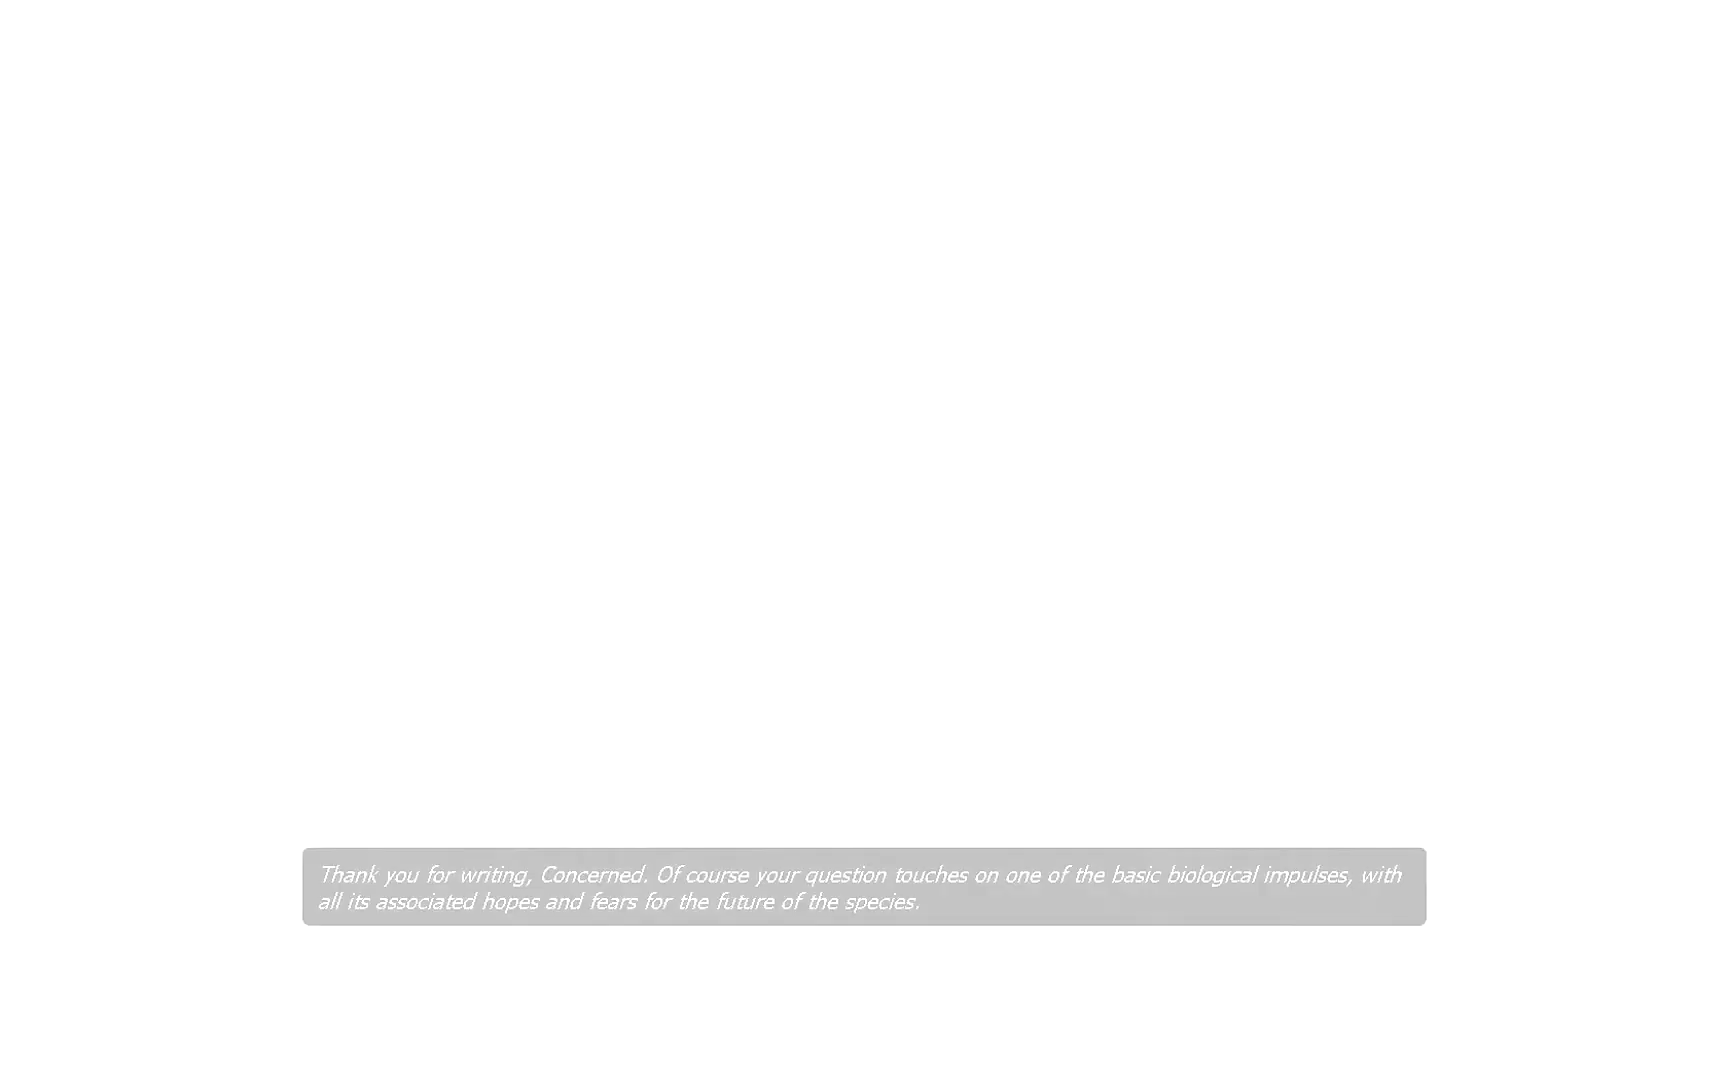 Thank you for writing, Concerned. Of course your question touches on one of the basic biological impulses, with
all its associated hopes and fears for the future of the species.